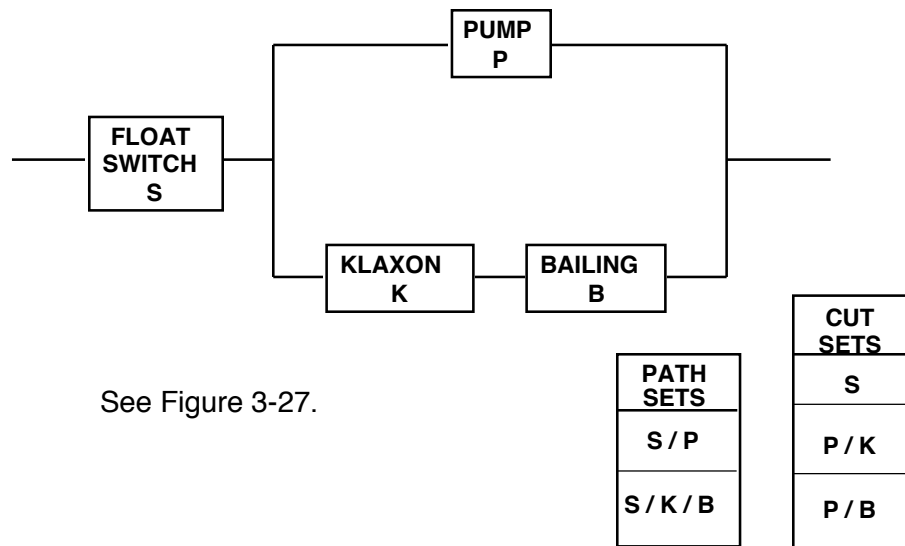 PUMP
P
FLOAT
SWITCH
S
KLAXON
K
BAILING
B
See Figure 3-27.
PATH
SETS
S / P
S / K / B
CUT
SETS
S
P / K
P / B